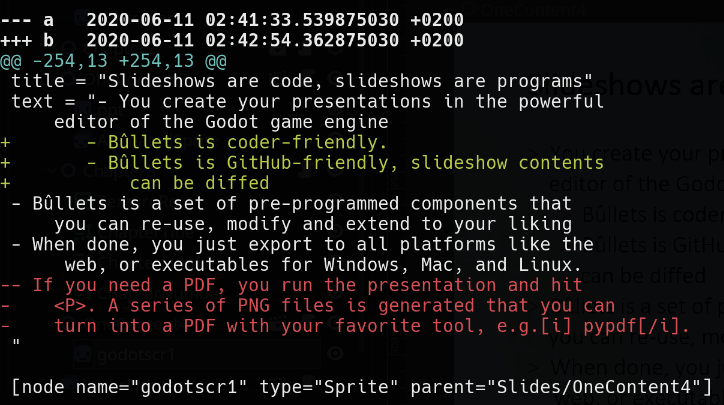 --- a   2020-06-11 02:41:33.539875030 +0200
+++ b   2020-06-11 02:42:54.362875030 +0200
@@ -254,13 +254,13 @@
 title = "Slideshows are code, slideshows are programs"
 text = "- You create your presentations in the powerful
     editor of the Godot game engine
+       - Bûllets is coder-friendly.
+       - Bûllets is GitHub-friendly, slideshow contents
+           can be diffed
 - Bûllets is a set of pre-programmed components that
     you can re-use, modify and extend to your liking
 - When done, you just export to all platforms like the
      web, or executables for Windows, Mac, and Linux.
-- If you need a PDF, you run the presentation and hit
-    <P>. A series of PNG files is generated that you can
-    turn into a PDF with your favorite tool, e.g.[i] pypdf[/i].
 "
 [node name="godotscr1" type="Sprite" parent="Slides/OneContent4"]
OneContent4
godotscr1